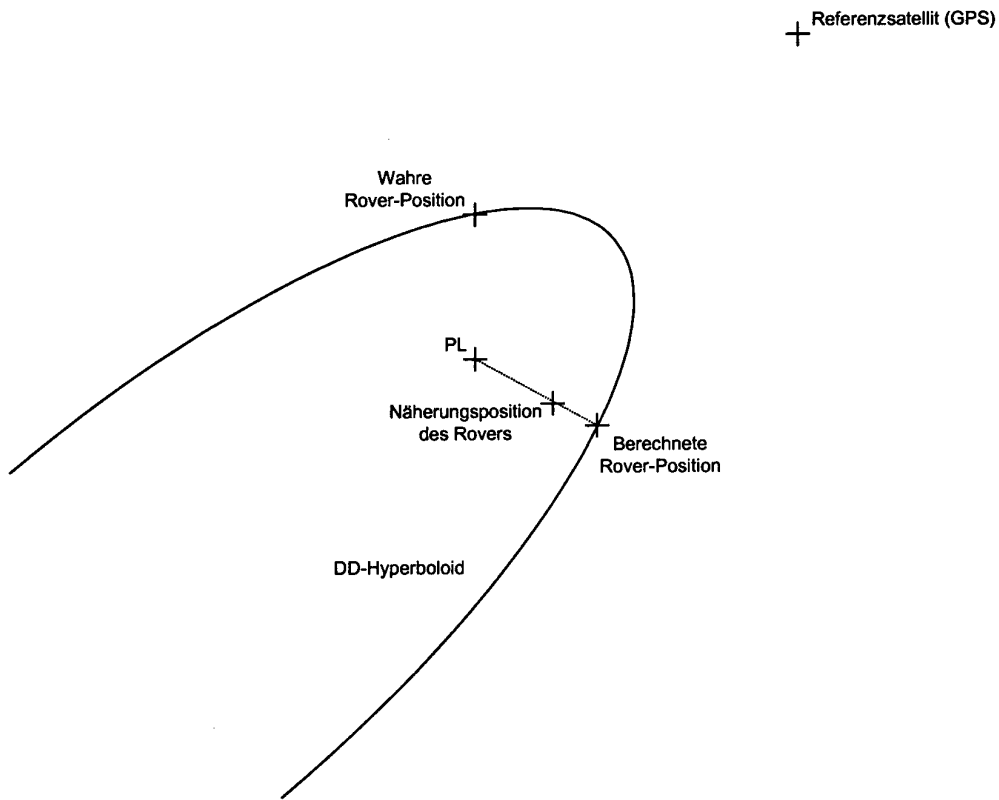 Referenzsatellit (GPS)
Wahre
Rover-Position
PL
Näherungsposition
des Rovers
Berechnete
Rover-Position
DD-Hyperboloid